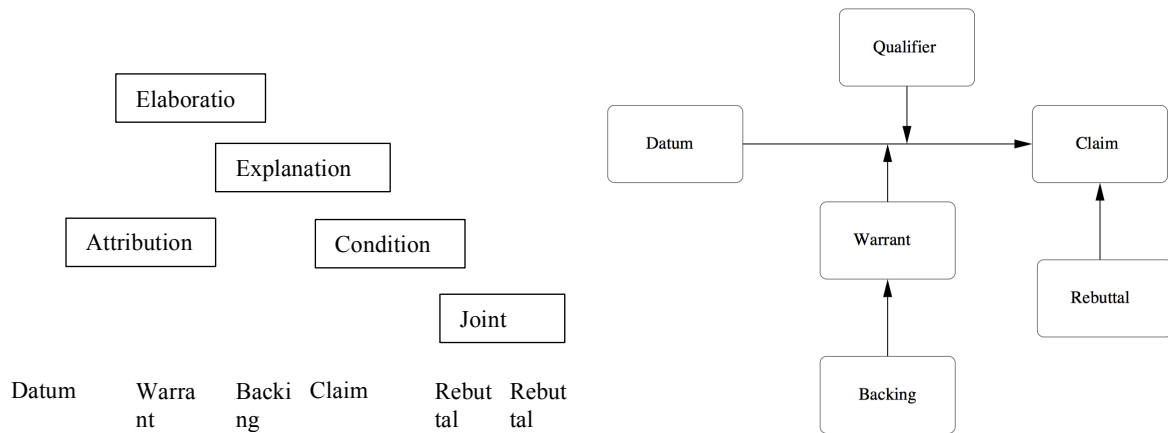 Elaboratio
Explanation
Attribution
Condition
Joint
Datum
Warra
nt
Backi
ng
Claim
Rebut
tal
Rebut
tal
Qualifier
Datum
Claim
Warrant
Rebuttal
Backing